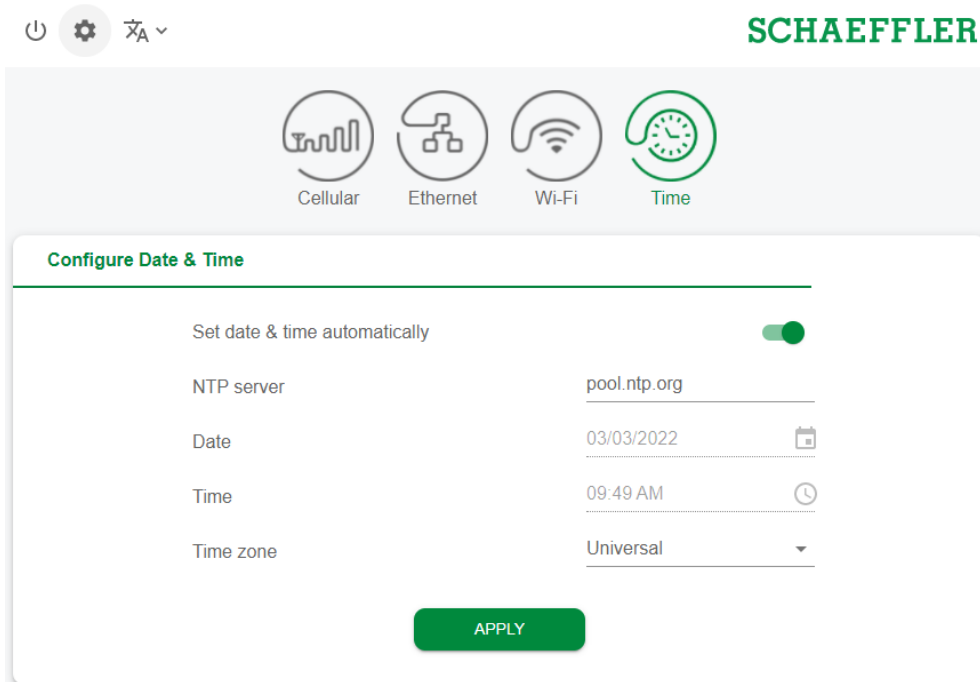 SCHAEFFLER
Cellular Ethernet Wi-Fi Time
Configure Date & Time
Set date & time automatically
NTP server pool.ntp.org
Date 03/03/2022
Time 09:49 AM
Time zone Universal
APPLY